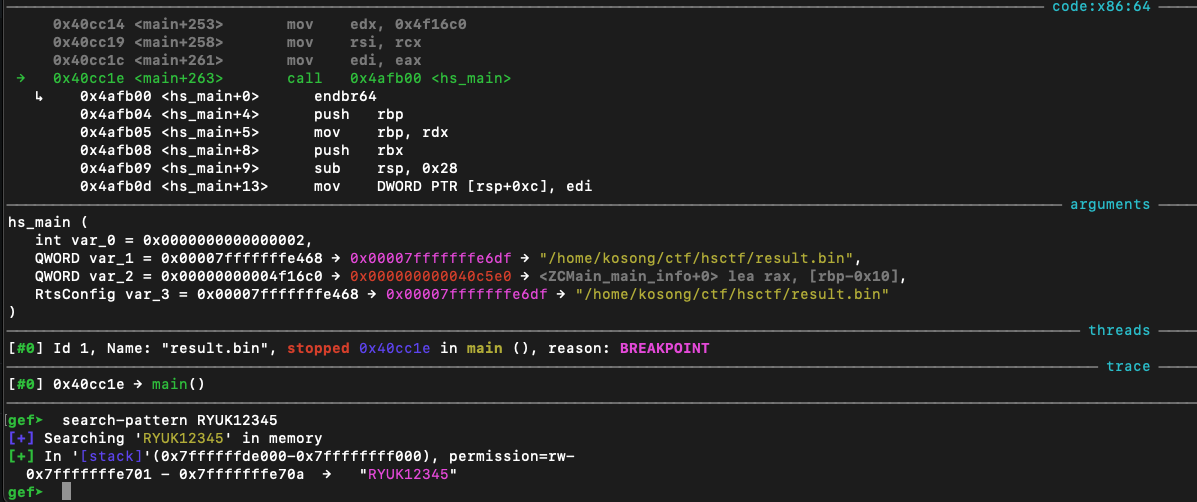 code:x86:64
0x40cc14 <main+253> mov edx, 0x4f16c0
0x40cc19 <main+258> mov rsi, rcx
0x40cc1c <main+261> mov edi, eax
→ 0x40cc1e <main+263> call 0x4afb00 <hs_main>
↳ 0x4afb00 <hs_main+0> endbr64
0x4afb04 <hs_main+4> push rbp
0x4afb05 <hs_main+5> mov rbp, rdx
0x4afb08 <hs_main+8> push rbx
0x4afb09 <hs_main+9> sub rsp, 0x28
0x4afb0d <hs_main+13> mov DWORD PTR [rsp+0xc], edi
arguments
hs_main (
int var_0 = 0x0000000000000002,
QWORD var_1 = 0x00007fffffffe468 → 0x00007fffffffe6df → "/home/kosong/ctf/hsctf/result.bin",
QWORD var_2 = 0x00000000004f16c0 → 0x000000000040c5e0 → <ZCMain_main_info+0> lea rax, [rbp-0x10],
RtsConfig var_3 = 0x00007fffffffe468 → 0x00007fffffffe6df → "/home/kosong/ctf/hsctf/result.bin"
)
threads
[#0] Id 1, Name: "result.bin", stopped 0x40cc1e in main (), reason: BREAKPOINT
trace
[#0] 0x40cc1e → main()
gef➤ search-pattern RYUK12345
[+] Searching 'RYUK12345' in memory
[+] In '[stack]'(0x7ffffffde000-0x7ffffffff000), permission=rw-
0x7fffffffe701 - 0x7fffffffe70a → "RYUK12345"
gef➤